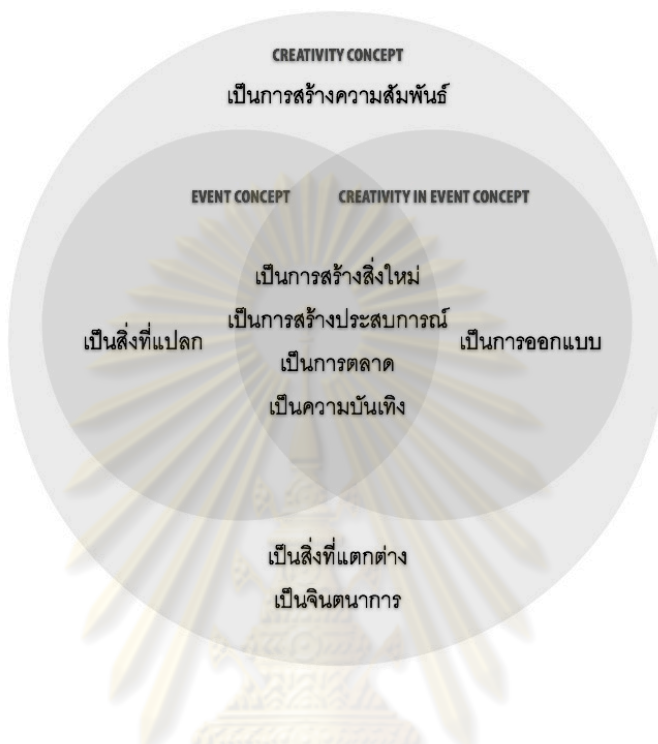 CREATIVITY CONCEPT
เป็นการสร้างความสัมพันธ์
EVENT CONCEPT
CREATIVITY IN EVENT CONCEPT
เป็นสิ่งที่แปลก
เป็นการสร้างสิ่งใหม่
เป็นการสร้างประสบการณ์
เป็นการตลาด
เป็นความบันเทิง
เป็นการออกแบบ
เป็นสิ่งที่แตกต่าง
เป็นจินตนาการ